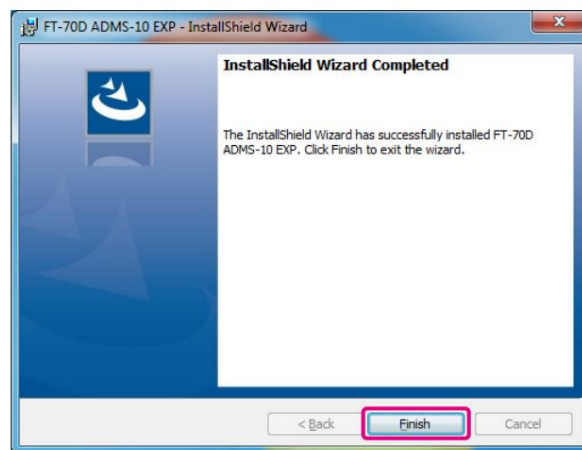 FT-70D ADMS-10 EXP - InstallShield Wizard
InstallShield Wizard Completed
The InstallShield Wizard has successfully installed FT-70D
ADMS-10 EXP. Click Finish to exit the wizard.
< Back
Finish
Cancel